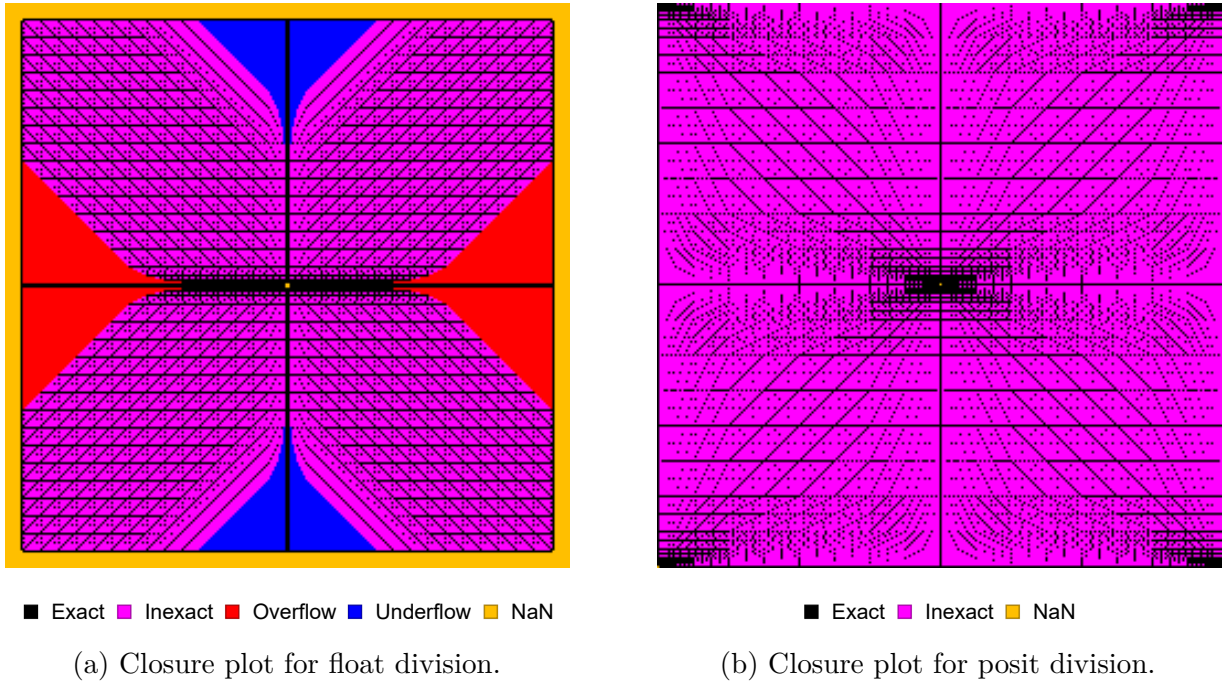 Exact Inexact Overflow Underflow NaN
Exact Inexact NaN
(a) Closure plot for float division.
(b) Closure plot for posit division.